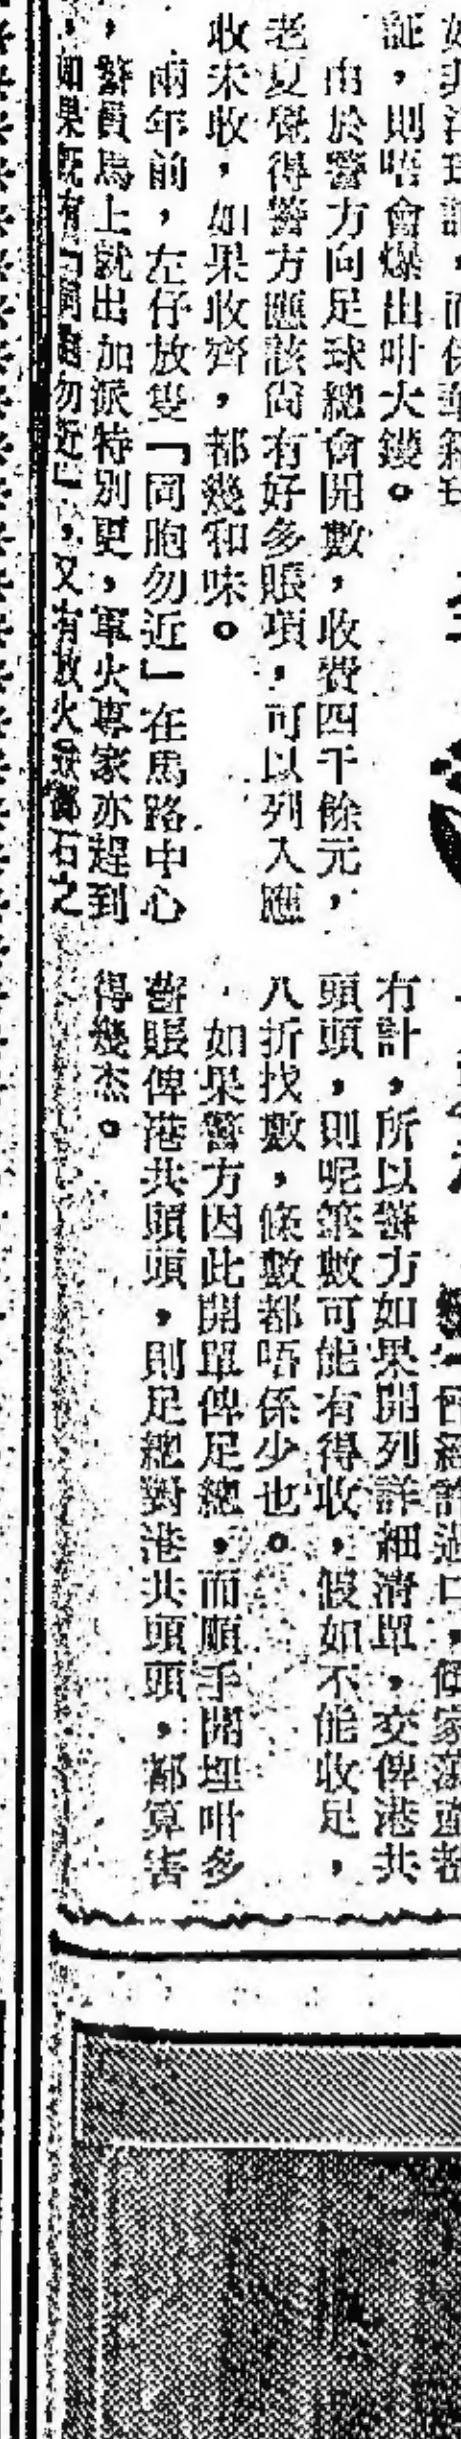 証，則唔會爆出咁大鑊。
由於警方向足球總會開數，收費四千餘元，
老夏覺得警方應該尚有好多賬項，可以列入應
收未收，如果收齊，都幾和味。
兩年前，左仔放隻「同胞勿近」在馬路中心
，警員馬上就出加派特別更，軍火專家亦趕到
，如果既有「同胞勿近」，又有放火 石之
冇計，所以警方如果開列詳細清單，交俾港共
頭頭，則呢筆數可能有得收，假如不能收足，
八折找數，條數都唔係少也。
如果警方因此開單俾足總，而順手開埋咁多
舊賬俾港共頭頭，則足總對港共頭頭，都算害
得幾杰。